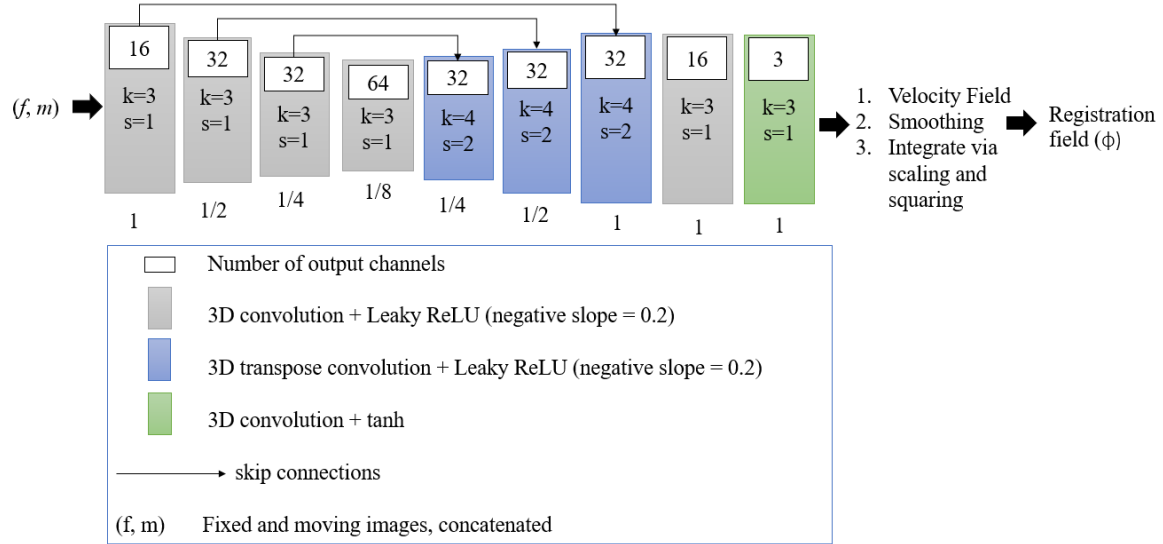 (f, m)
16
k=3
s=1
1
32
k=3
s=1
1/2
32
k=3
s=1
1/4
64
k=3
s=1
1/8
32
k=4
s=2
1/4
32
k=4
s=2
1/2
32
k=4
s=2
1
16
k=3
s=1
1
3
k=3
s=1
1
1. Velocity Field
2. Smoothing
3. Integrate via
scaling and
squaring
Registration
field (ϕ)
Number of output channels
3D convolution + Leaky ReLU (negative slope = 0.2)
3D transpose convolution + Leaky ReLU (negative slope = 0.2)
3D convolution + tanh
skip connections
(f, m) Fixed and moving images, concatenated